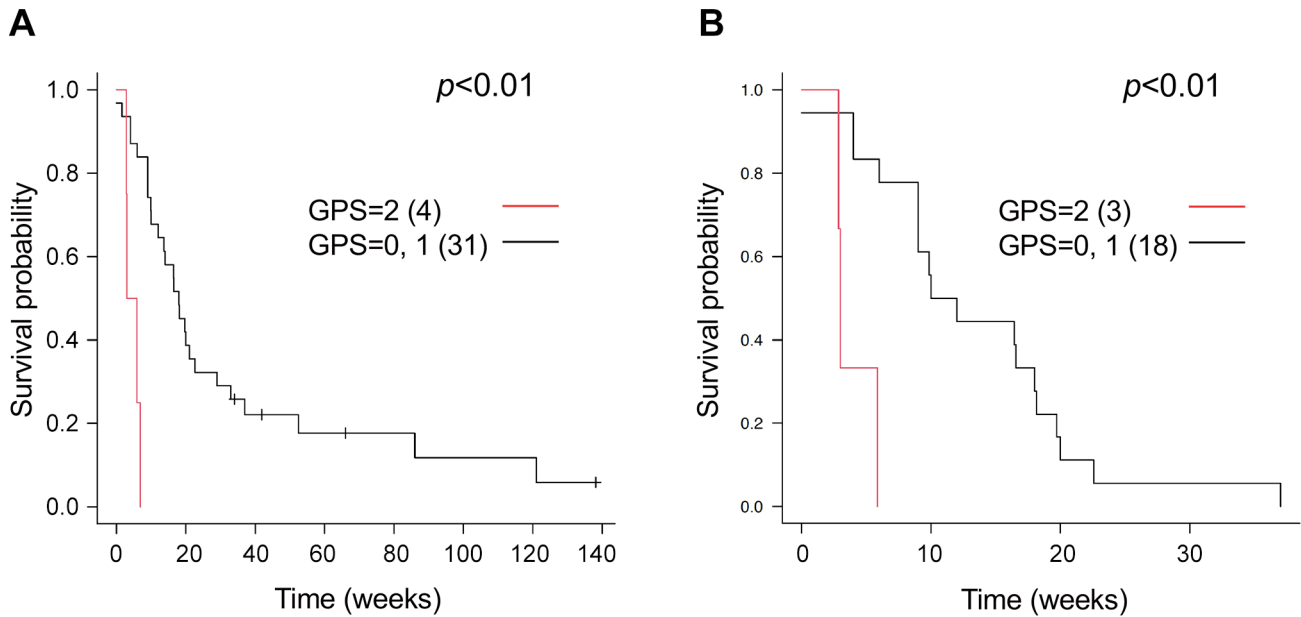 A
p<0.01
1.0
0.8
0.6
0.4
0.2
0.0
Survival probability
GPS=2 (4)
GPS=0, 1 (31)
0 20 40 60 80 100 120 140
Time (weeks)
B
p<0.01
1.0
0.8
0.6
0.4
0.2
0.0
Survival probability
GPS=2 (3)
GPS=0, 1 (18)
0 10 20 30
Time (weeks)